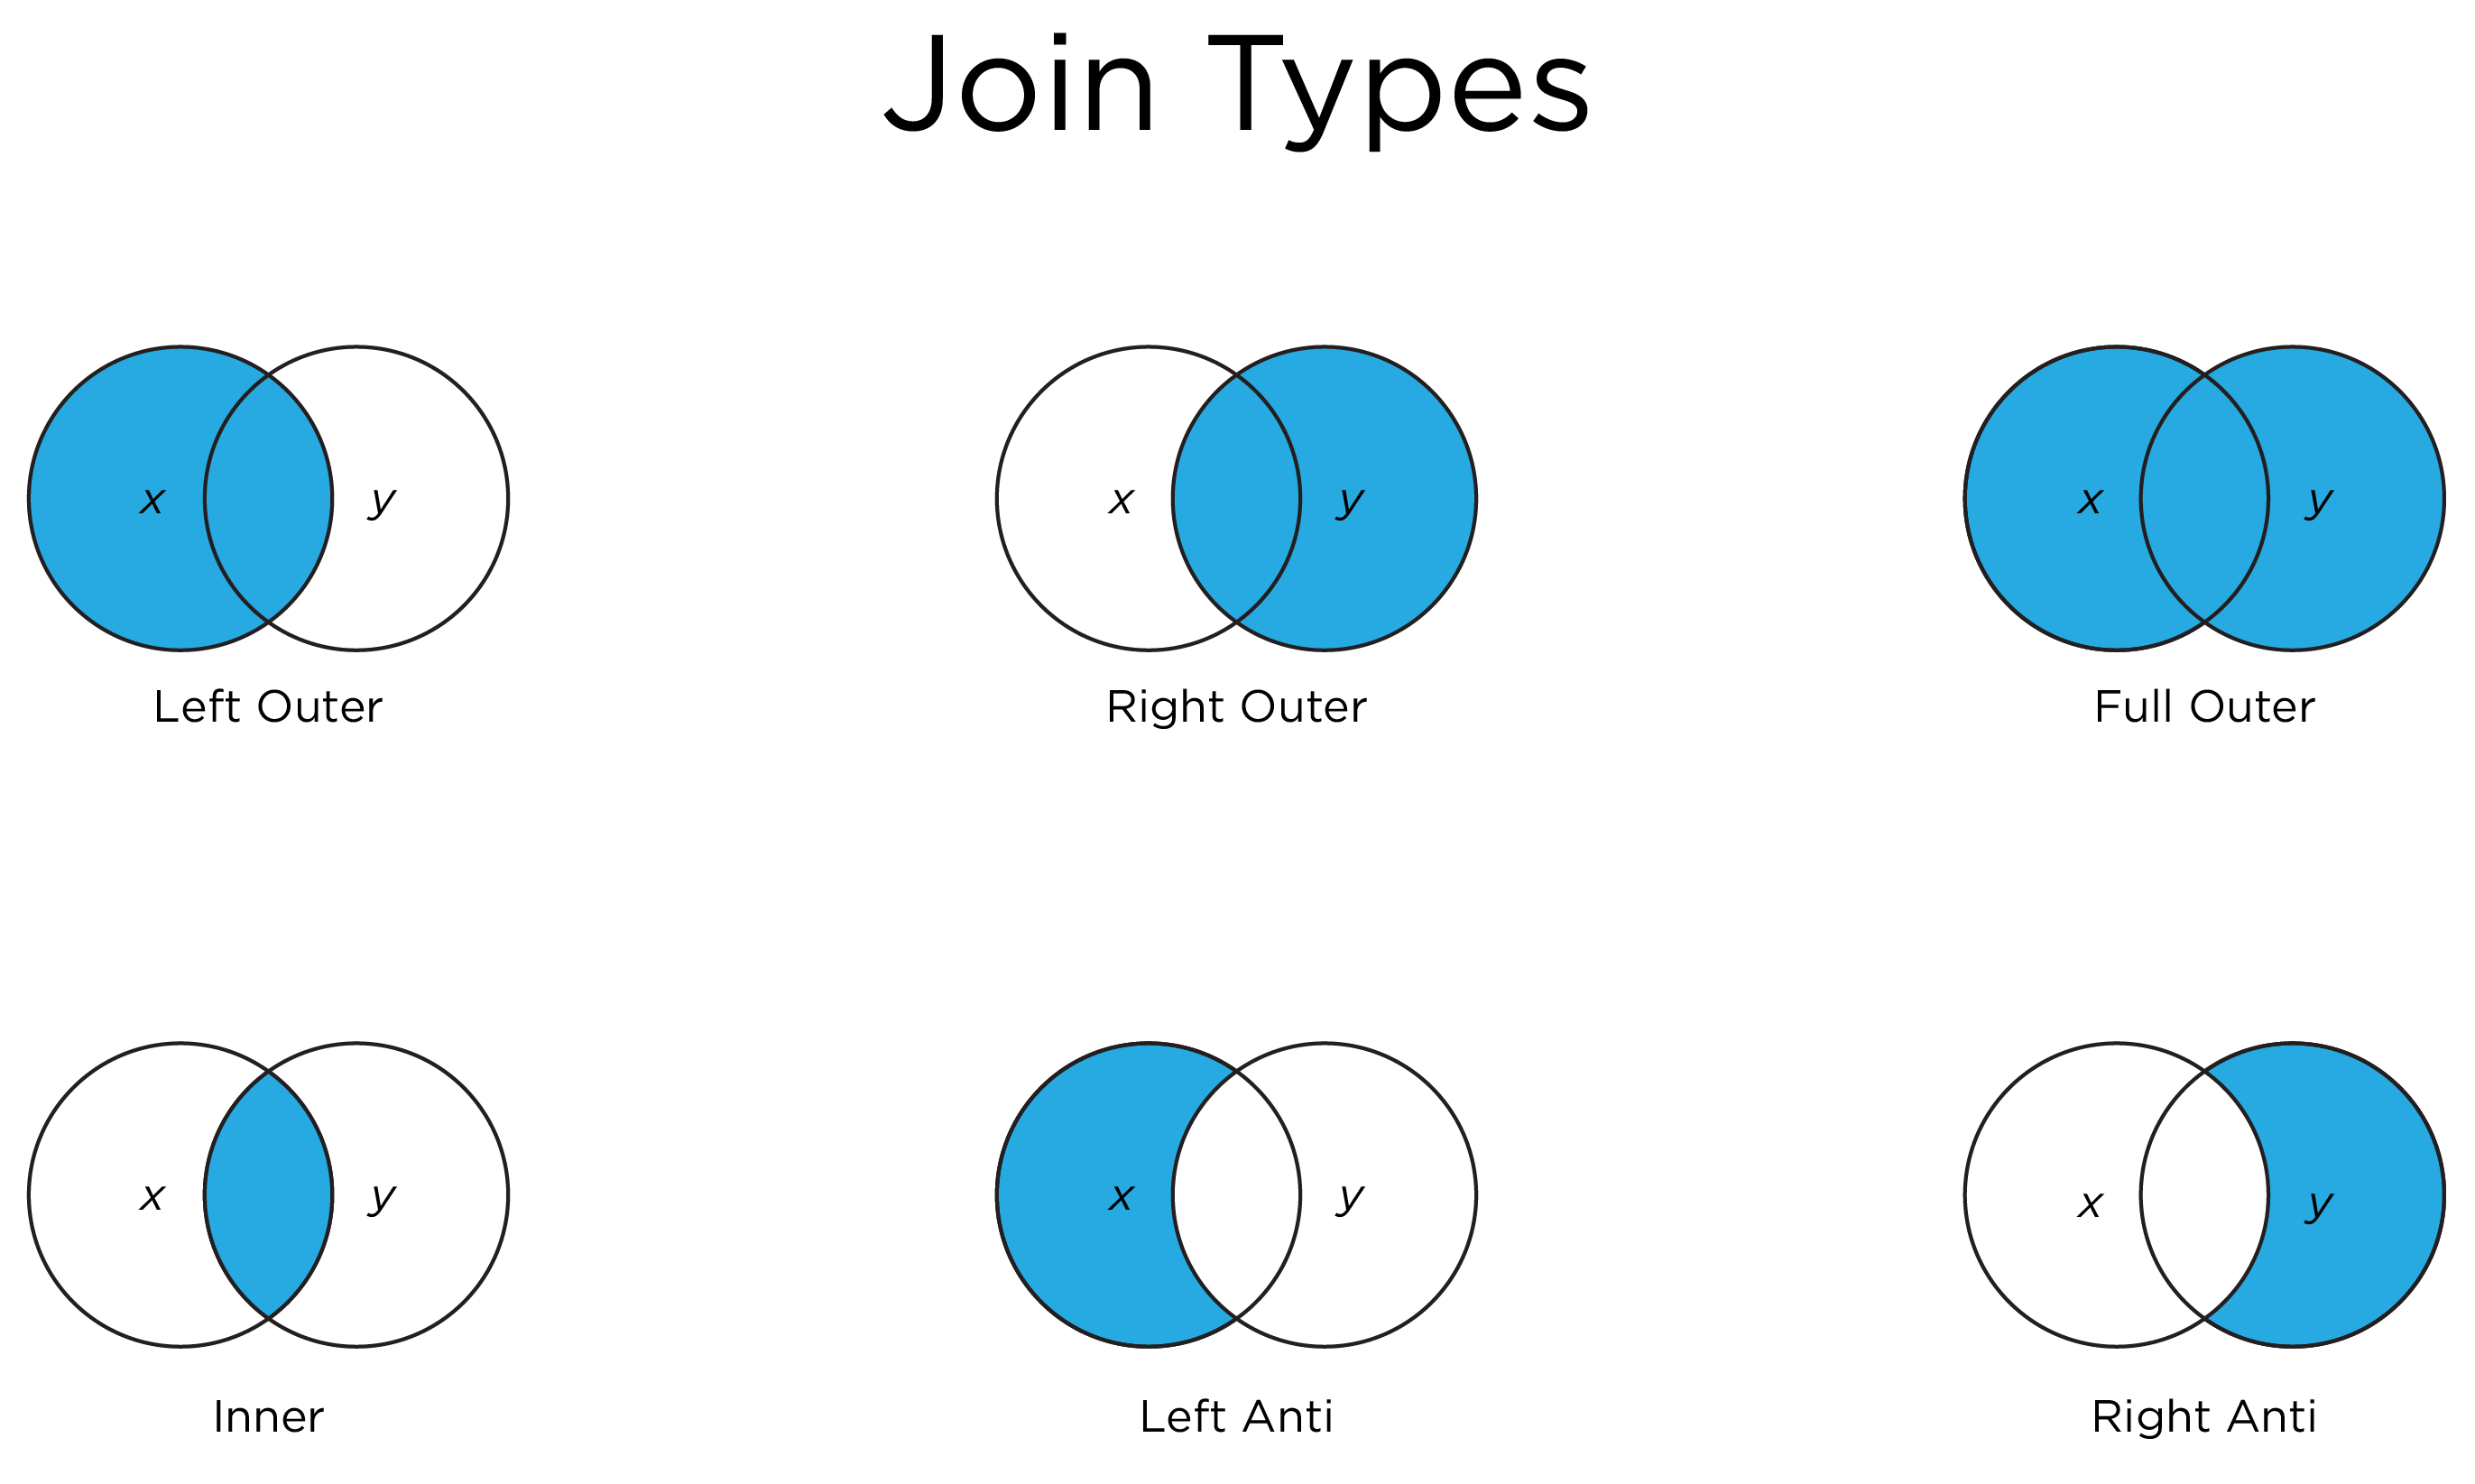 Join Types
x y
x y
x y
Left Outer
Right Outer
Full Outer
x y
x y
x y
Inner
Left Anti
Right Anti